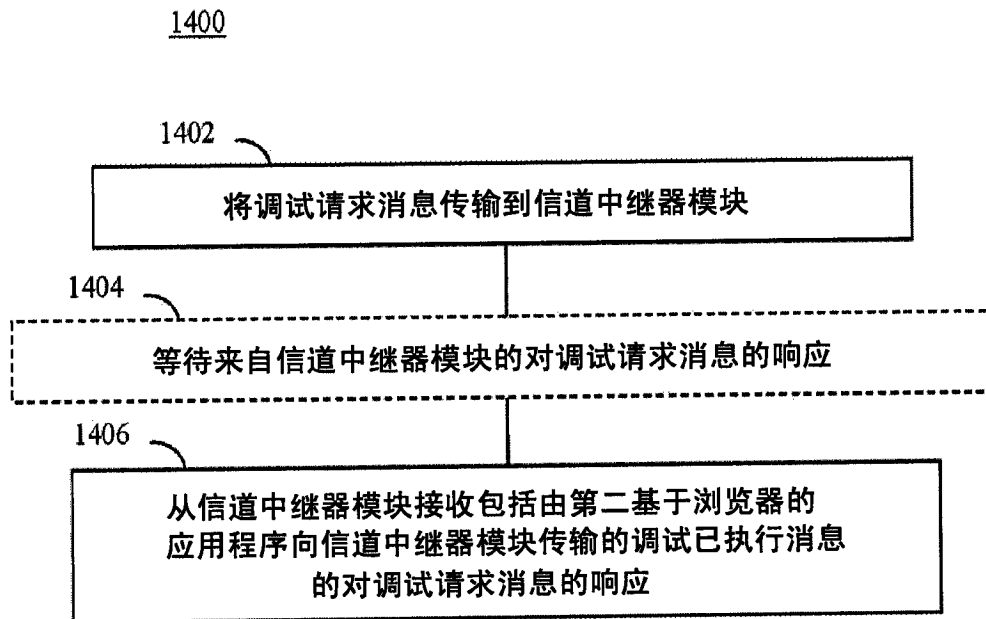 1400
1402
将调试请求消息传输到信道中继器模块
1404
等待来自信道中继器模块的对调试请求消息的响应
1406
从信道中继器模块接收包括由第二基于浏览器的
应用程序向信道中继器模块传输的调试已执行消息
的对调试请求消息的响应